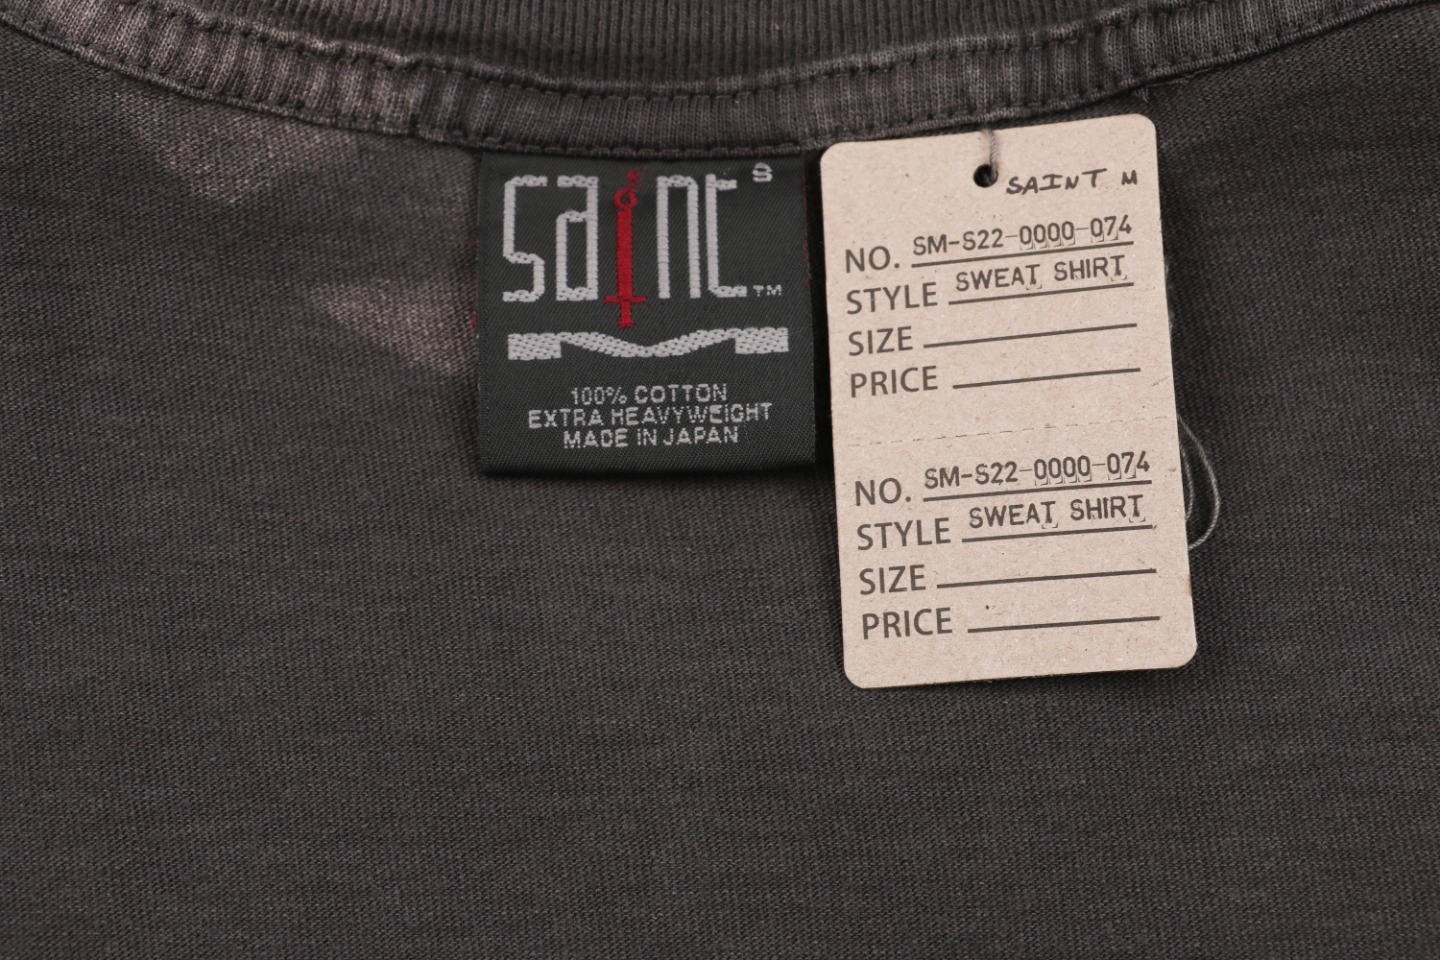 saint
S
TM
100% COTTON
EXTRA HEAVYWEIGHT
MADE IN JAPAN
SAINT M
NO. SM-S22-0000-074
STYLE SWEAT SHIRT
SIZE
PRICE
NO. SM-S22-0000-074
STYLE SWEAT SHIRT
SIZE
PRICE